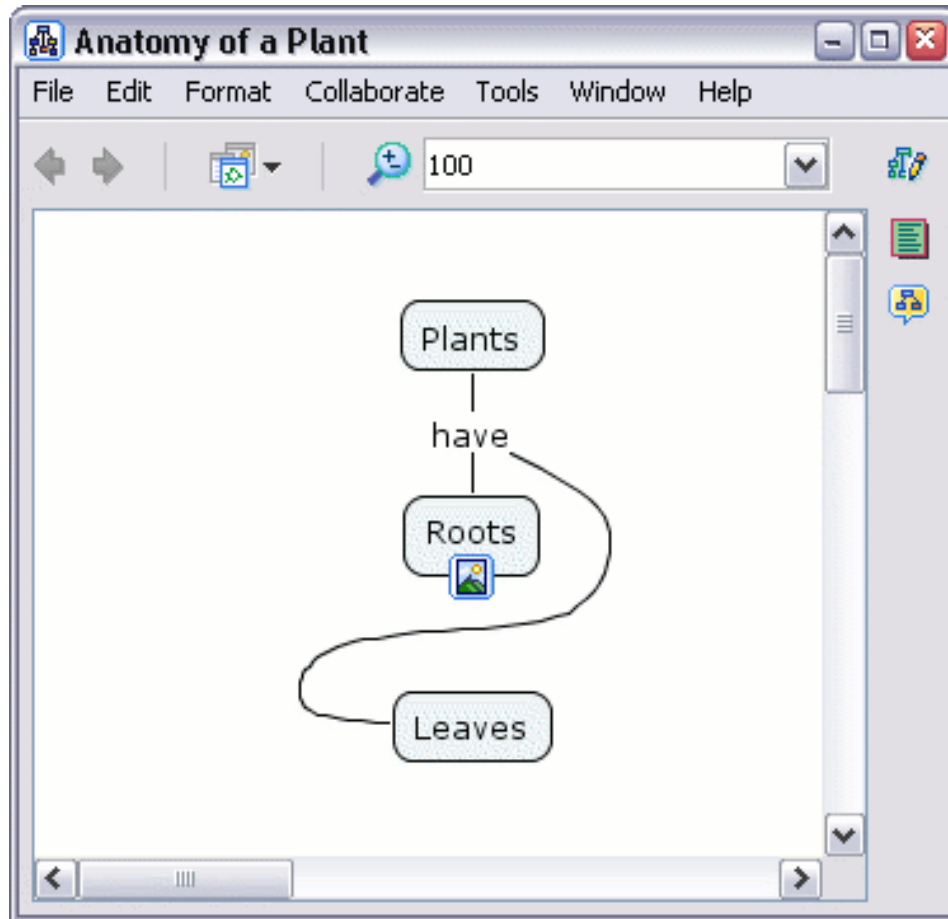 Anatomy of a Plant
File Edit Format Collaborate Tools Window Help
100
Plants
have
Roots
Leaves